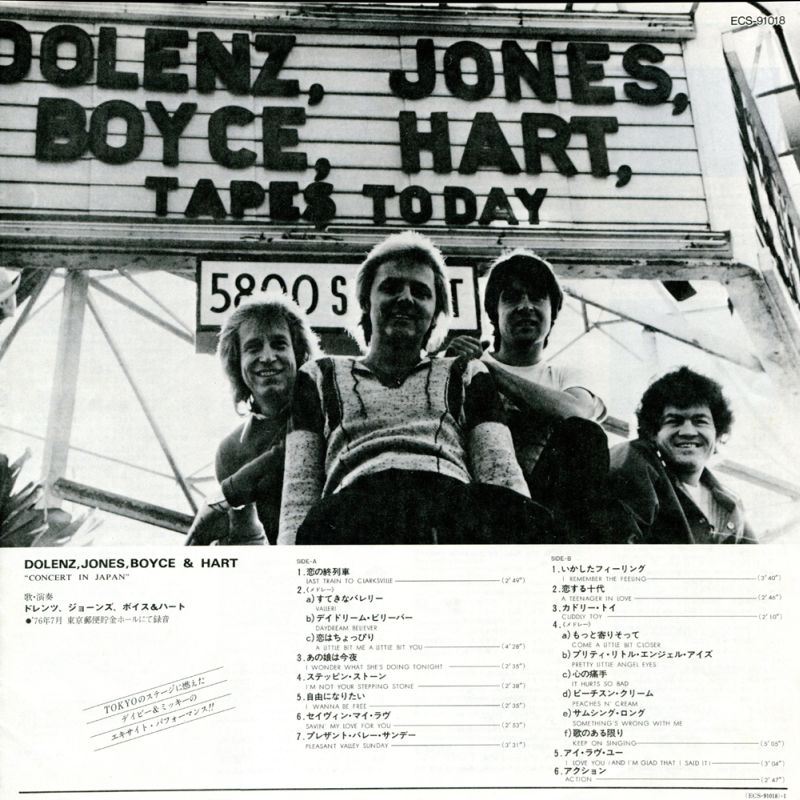 ECS-91018
DOLENZ, JONES,
BOYCE, HART,
TAPES TODAY
5800 S T
DOLENZ,JONES,BOYCE & HART
"CONCERT IN JAPAN"
歌・演奏
ドレンツ、ジョーンズ、ボイス&ハート
●'76年7月 東京郵便貯金ホールにて録音
TOKYOのステージに燃えた
デイビー&ミッキーの
エキサイト・パフォーマンス!!
SIDE-A
1.恋の終列車
LAST TRAIN TO CLARKSVILLE (2'49")
2.(メドレー)
a)すてきなバレリー
VALLERI
b)デイドリーム・ビリーバー
DAYDREAM BELIEVER
c)恋はちょっぴり
A LITTLE BIT ME A LITTLE BIT YOU (4'28")
3.あの娘は今夜
I WONDER WHAT SHE'S DOING TONIGHT (2'35")
4.ステッピン・ストーン
I'M NOT YOUR STEPPING STONE (2'38")
5.自由になりたい
I WANNA BE FREE (2'35")
6.セイヴィン・マイ・ラヴ
SAVIN' MY LOVE FOR YOU (2'53")
7.プレザント・バレー・サンデー
PLEASANT VALLEY SUNDAY (3'31")
SIDE-B
1.いかしたフィーリング
I REMEMBER THE FEELING (3'40")
2.恋する十代
A TEENAGER IN LOVE (2'46")
3.カドリー・トイ
CUDDLY TOY (2'10")
4.(メドレー)
a)もっと寄りそって
COME A LITTLE BIT CLOSER
b)プリティ・リトル・エンジェル・アイズ
PRETTY LITTLE ANGEL EYES
c)心の痛手
IT HURTS SO BAD
d)ピーチスン・クリーム
PEACHES N' CREAM
e)サムシング・ロング
SOMETHING'S WRONG WITH ME
f)歌のある限り
KEEP ON SINGING (5'05")
5.アイ・ラヴ・ユー
I LOVE YOU (AND I'M GLAD THAT I SAID IT) (3'04")
6.アクション
ACTION (2'47")
(ECS-91018)-1